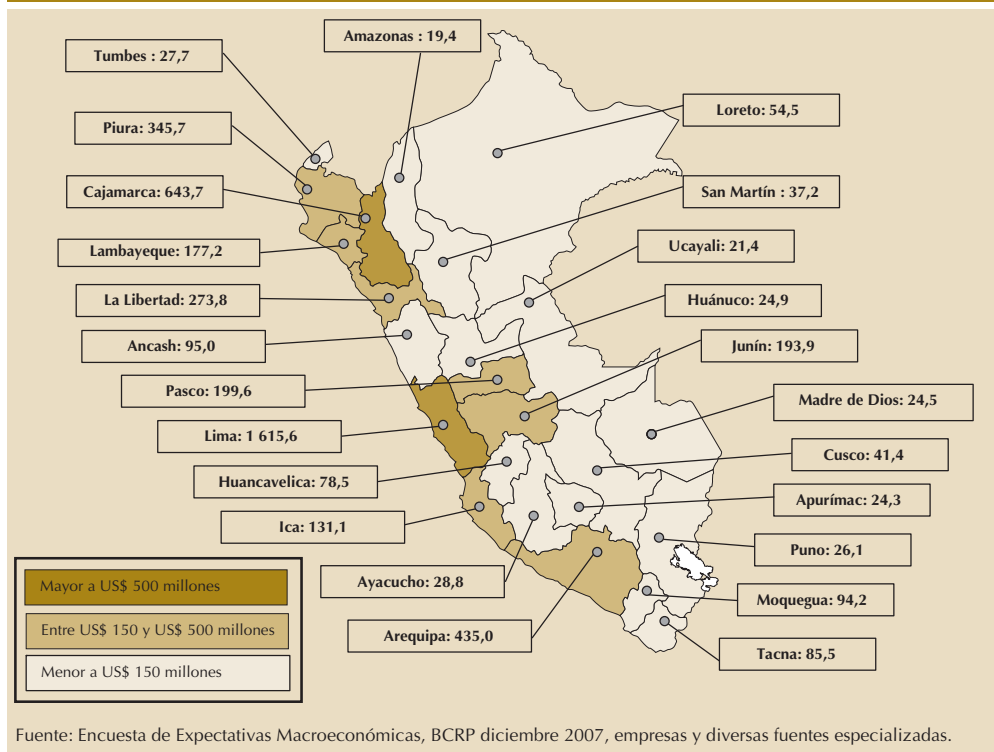 Amazonas : 19,4
Tumbes : 27,7
Loreto: 54,5
Piura: 345,7
Cajamarca: 643,7
San Martín : 37,2
Lambayeque: 177,2
Ucayali: 21,4
La Libertad: 273,8
Huánuco: 24,9
Ancash: 95,0
Junín: 193,9
Pasco: 199,6
Madre de Dios: 24,5
Lima: 1 615,6
Cusco: 41,4
Huancavelica: 78,5
Apurímac: 24,3
Ica: 131,1
Puno: 26,1
Ayacucho: 28,8
Moquegua: 94,2
Arequipa: 435,0
Tacna: 85,5
Mayor a US$ 500 millones
Entre US$ 150 y US$ 500 millones
Menor a US$ 150 millones
Fuente: Encuesta de Expectativas Macroeconómicas, BCRP diciembre 2007, empresas y diversas fuentes especializadas.